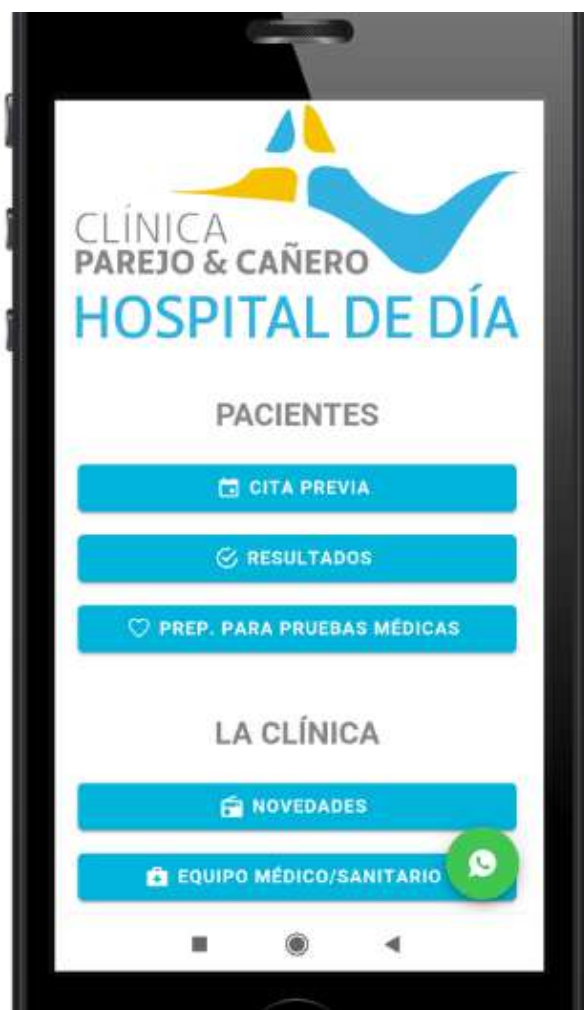 CLÍNICA
PAREJO & CAÑERO
HOSPITAL DE DÍA
PACIENTES
CITA PREVIA
RESULTADOS
PREP. PARA PRUEBAS MÉDICAS
LA CLÍNICA
NOVEDADES
EQUIPO MÉDICO/SANITARIO